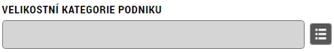 VELIKOSTNÍ KATEGORIE PODNIKU